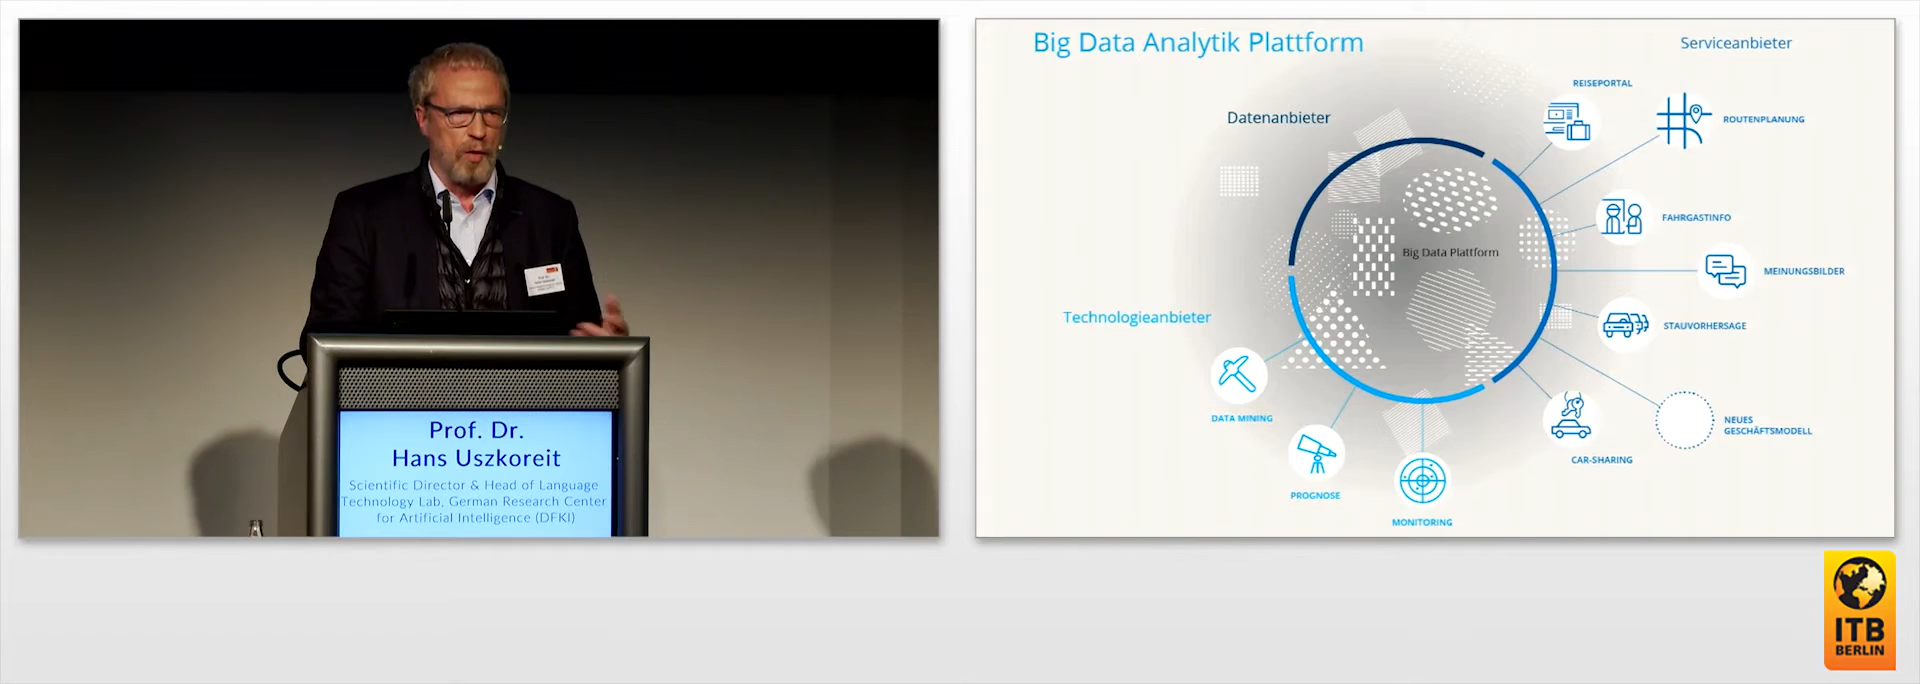 Prof. Dr.
Hans Uszkoreit
Scientific Director & Head of Language
Technology Lab, German Research Center
for Artificial Intelligence (DFKI)
Big Data Analytik Plattform
Serviceanbieter
REISEPORTAL
Datenanbieter
ROUTENPLANUNG
FAHRGASTINFO
Big Data Plattform
MEINUNGSBILDER
Technologieanbieter
STAUVORHERSAGE
DATA MINING
NEUES
GESCHÄFTSMODELL
CAR-SHARING
PROGNOSE
MONITORING
ITB
BERLIN